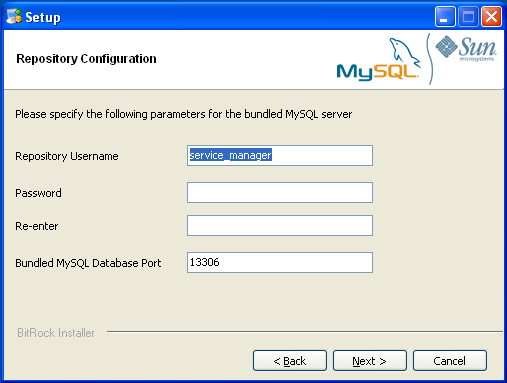 Setup
Repository Configuration
MySQL
Sun
microsystems
Please specify the following parameters for the bundled MySQL server
Repository Username
service_manager
Password
Re-enter
Bundled MySQL Database Port
13306
BitRock Installer
< Back
Next >
Cancel